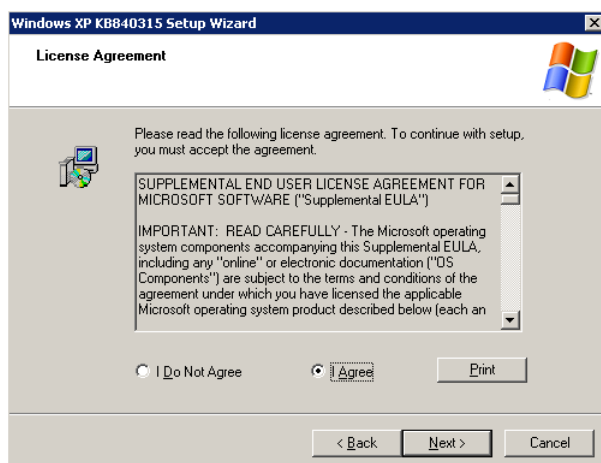 Windows XP KB840315 Setup Wizard
License Agreement
Please read the following license agreement. To continue with setup,
you must accept the agreement.
SUPPLEMENTAL END USER LICENSE AGREEMENT FOR
MICROSOFT SOFTWARE ("Supplemental EULA")
IMPORTANT:  READ CAREFULLY - The Microsoft operating
system components accompanying this Supplemental EULA,
including any "online" or electronic documentation ("OS
Components") are subject to the terms and conditions of the
agreement under which you have licensed the applicable
Microsoft operating system product described below (each an
I Do Not Agree
I Agree
Print
< Back
Next >
Cancel